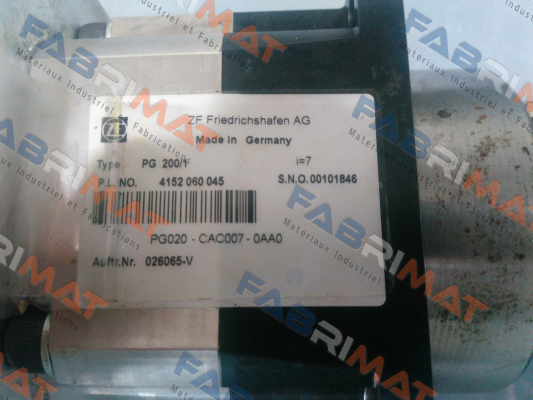 ZF Friedrichshafen AG
Made in Germany
Type PG 200/F i=7
P.L. NO. 4152 060 045 S.N.O.00101846
PG020 - CAC007 - 0AA0
Auftr.Nr. 026065-V
FABRIMAT
Materiaux Industriel et Fabrications